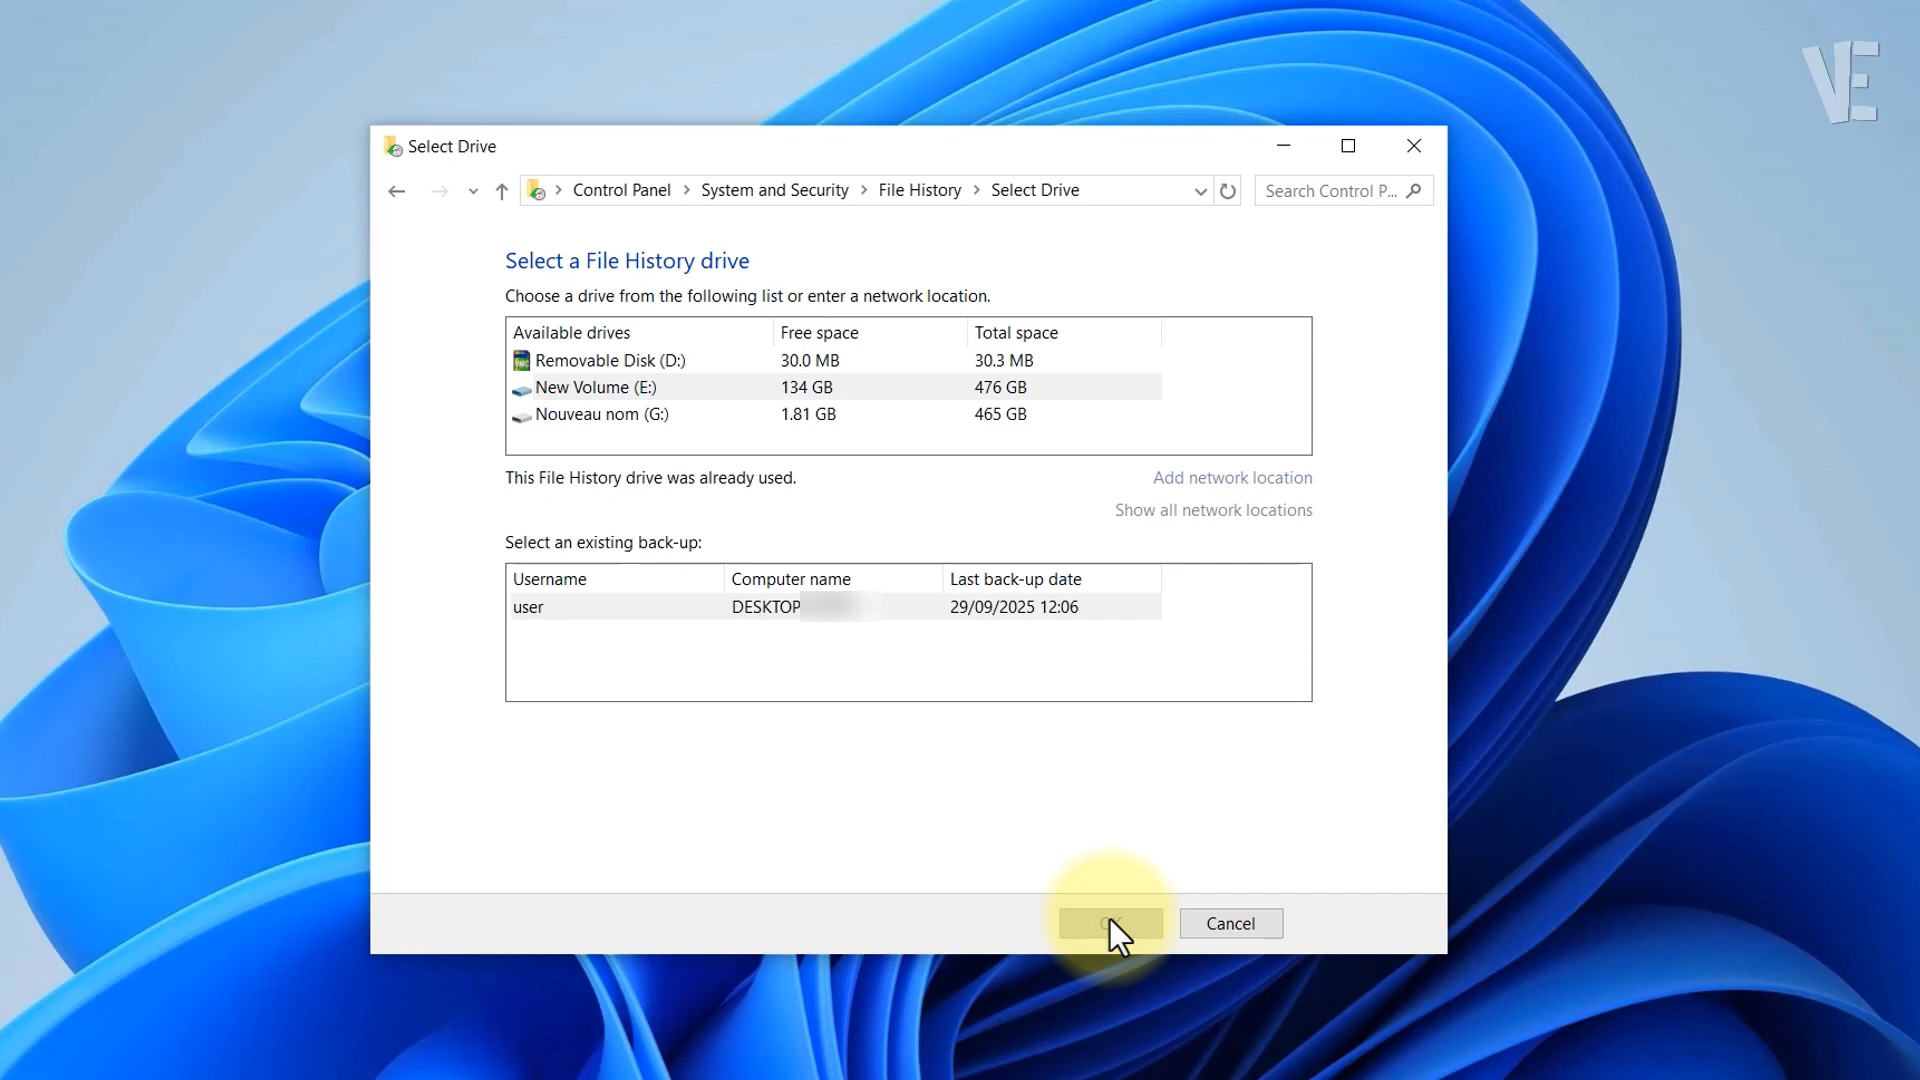 VE
Select Drive
Control Panel System and Security File History Select Drive
Search Control P...
Select a File History drive
Choose a drive from the following list or enter a network location.
Available drives Free space Total space
Removable Disk (D:) 30.0 MB 30.3 MB
New Volume (E:) 134 GB 476 GB
Nouveau nom (G:) 1.81 GB 465 GB
This File History drive was already used.
Add network location
Show all network locations
Select an existing back-up:
Username Computer name Last back-up date
user DESKTOP 29/09/2025 12:06
Cancel